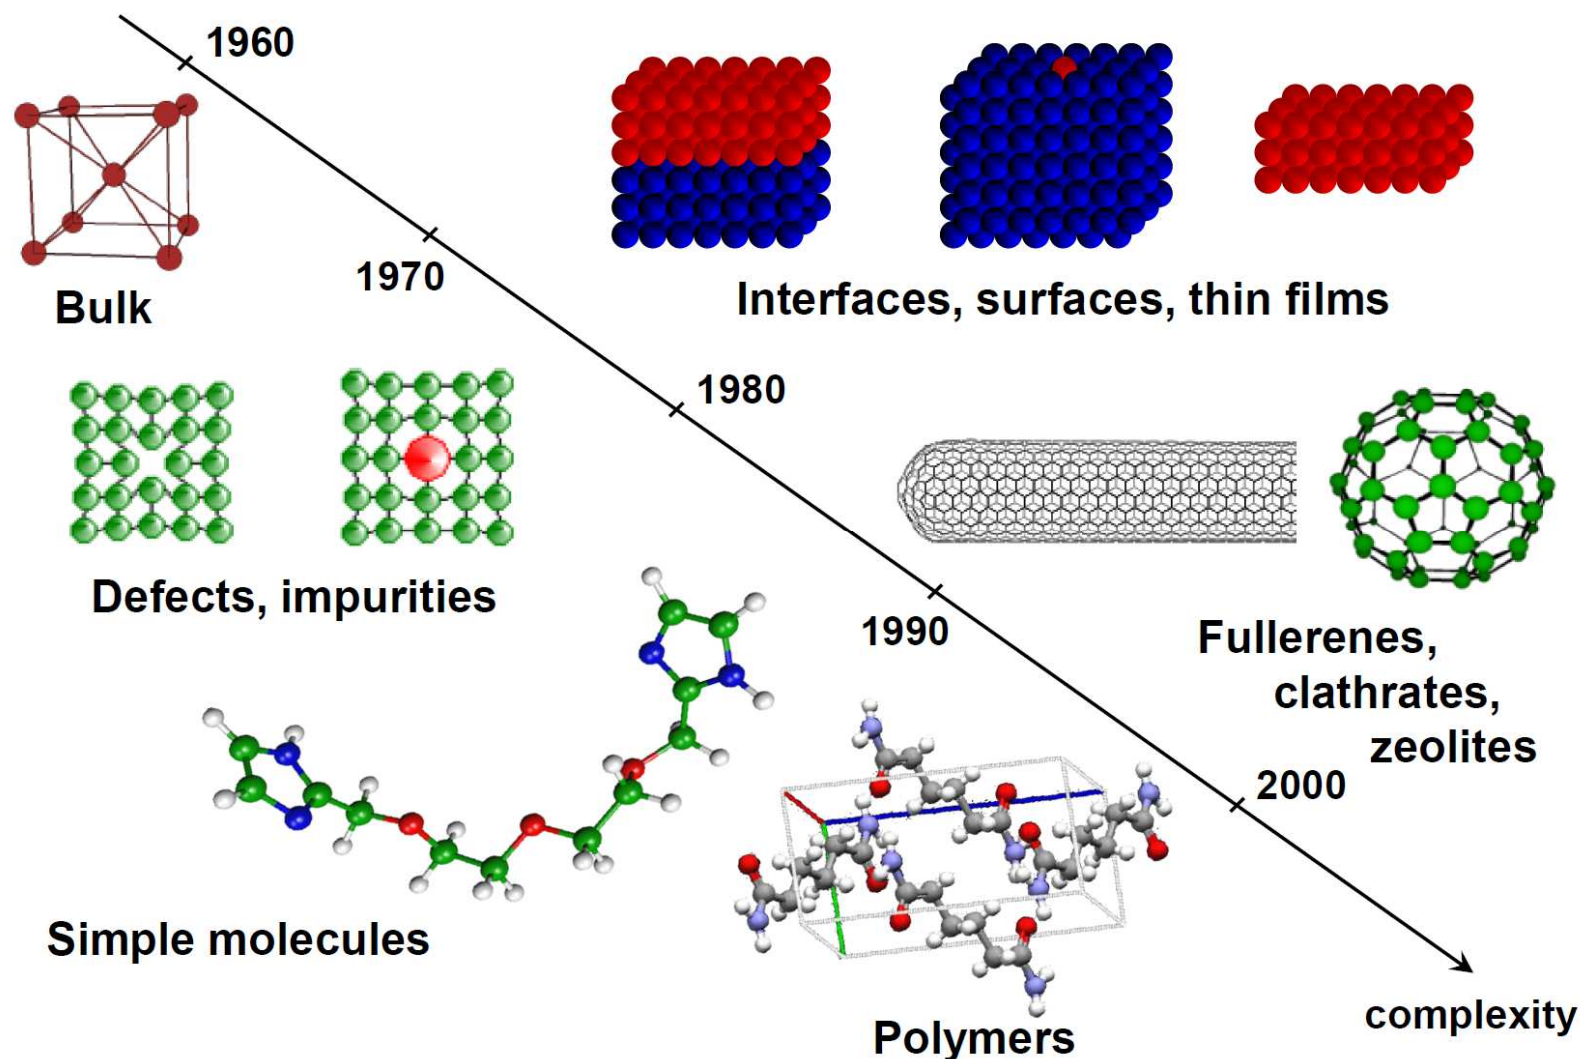 1960
Bulk
1970
Interfaces, surfaces, thin films
1980
Defects, impurities
1990
Fullerenes,
clathrates,
zeolites
2000
Simple molecules
Polymers
complexity